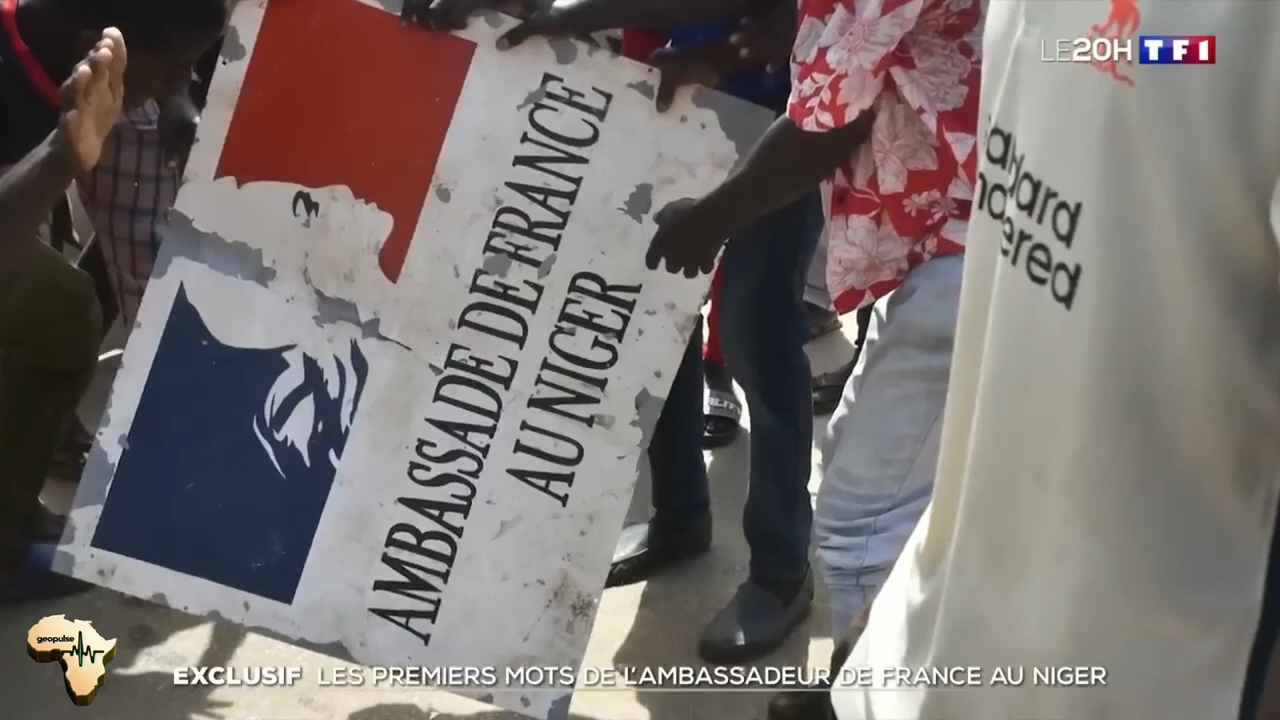 LE20H TF1
AMBASSADE DE FRANCE
AU NIGER
geopulse
EXCLUSIF LES PREMIERS MOTS DE L'AMBASSADEUR DE FRANCE AU NIGER